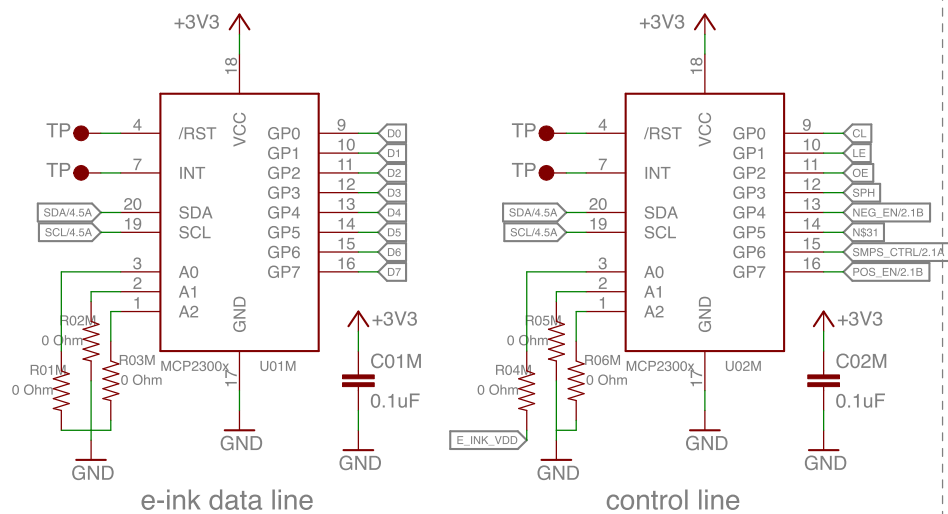 +3V3
18
VCC
TP
4
/RST
GP0
9
D0
GP1
10
D1
TP
7
INT
GP2
11
D2
GP3
12
D3
SDA/4.5A
20
SDA
GP4
13
D4
SCL/4.5A
19
SCL
GP5
14
D5
GP6
15
D6
3
A0
GP7
16
D7
2
A1
1
A2
GND
R02M
0 Ohm
R03M
0 Ohm
R01M
0 Ohm
MCP2300x
17
U01M
GND
GND
+3V3
C01M
0.1uF
GND
e-ink data line
+3V3
18
VCC
TP
4
/RST
GP0
9
CL
GP1
10
LE
TP
7
INT
GP2
11
OE
GP3
12
SPH
SDA/4.5A
20
SDA
GP4
13
NEG_EN/2.1B
SCL/4.5A
19
SCL
GP5
14
N$31
GP6
15
SMPS_CTRL/2.1A
3
A0
GP7
16
POS_EN/2.1B
2
A1
1
A2
GND
R05M
0 Ohm
R06M
0 Ohm
R04M
0 Ohm
MCP2300x
17
U02M
E_INK_VDD
GND
GND
+3V3
C02M
0.1uF
GND
control line